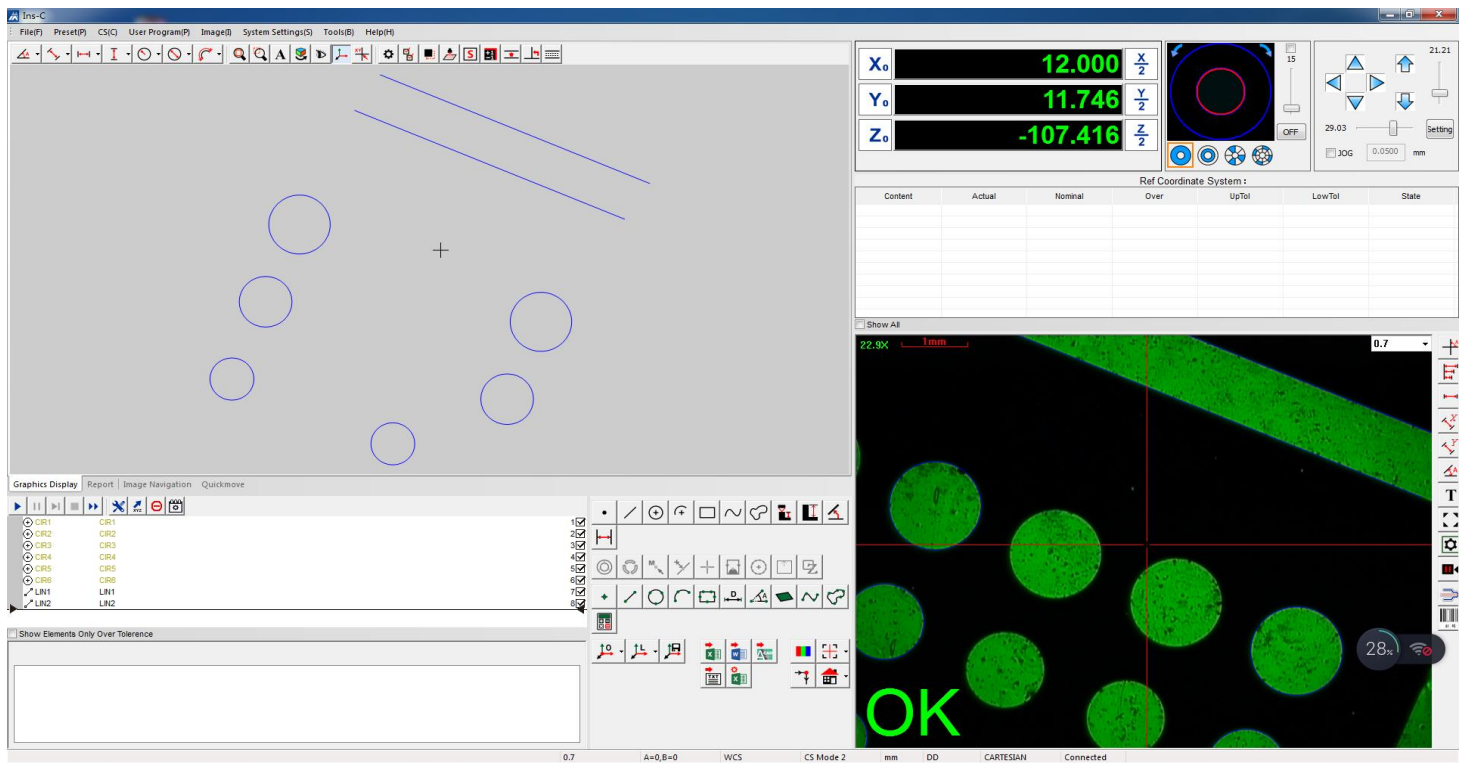 Ins-C
File(F) Preset(P) CS(C) User Program(P) Image(I) System Settings(S) Tools(B) Help(H)
X₀ 12.000 X/2
Y₀ 11.746 Y/2
Z₀ -107.416 Z/2
15
OFF
21.21
29.03
Setting
JOG 0.0500 mm
Ref Coordinate System :
Content Actual Nominal Over UpTol LowTol State
Show All
22.9X 1mm 0.7
OK
28%
Graphics Display Report Image Navigation Quickmove
CIR1 CIR1 1
CIR2 CIR2 2
CIR3 CIR3 3
CIR4 CIR4 4
CIR5 CIR5 5
CIR6 CIR6 6
LIN1 LIN1 7
LIN2 LIN2 8
Show Elements Only Over Tolerance
0.7 A=0,B=0 WCS CS Mode 2 mm DD CARTESIAN Connected